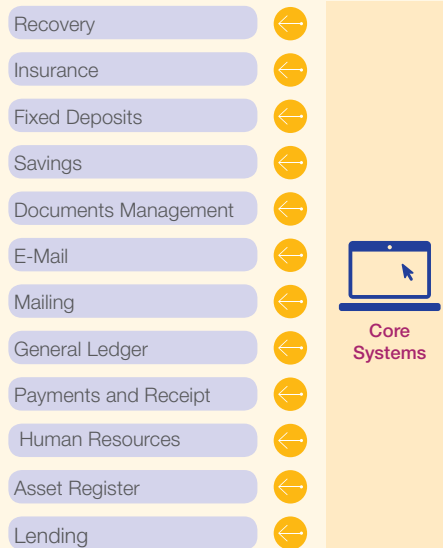 Recovery
Insurance
Fixed Deposits
Savings
Documents Management
E-Mail
Mailing
General Ledger
Payments and Receipt
Human Resources
Asset Register
Lending
Core
Systems